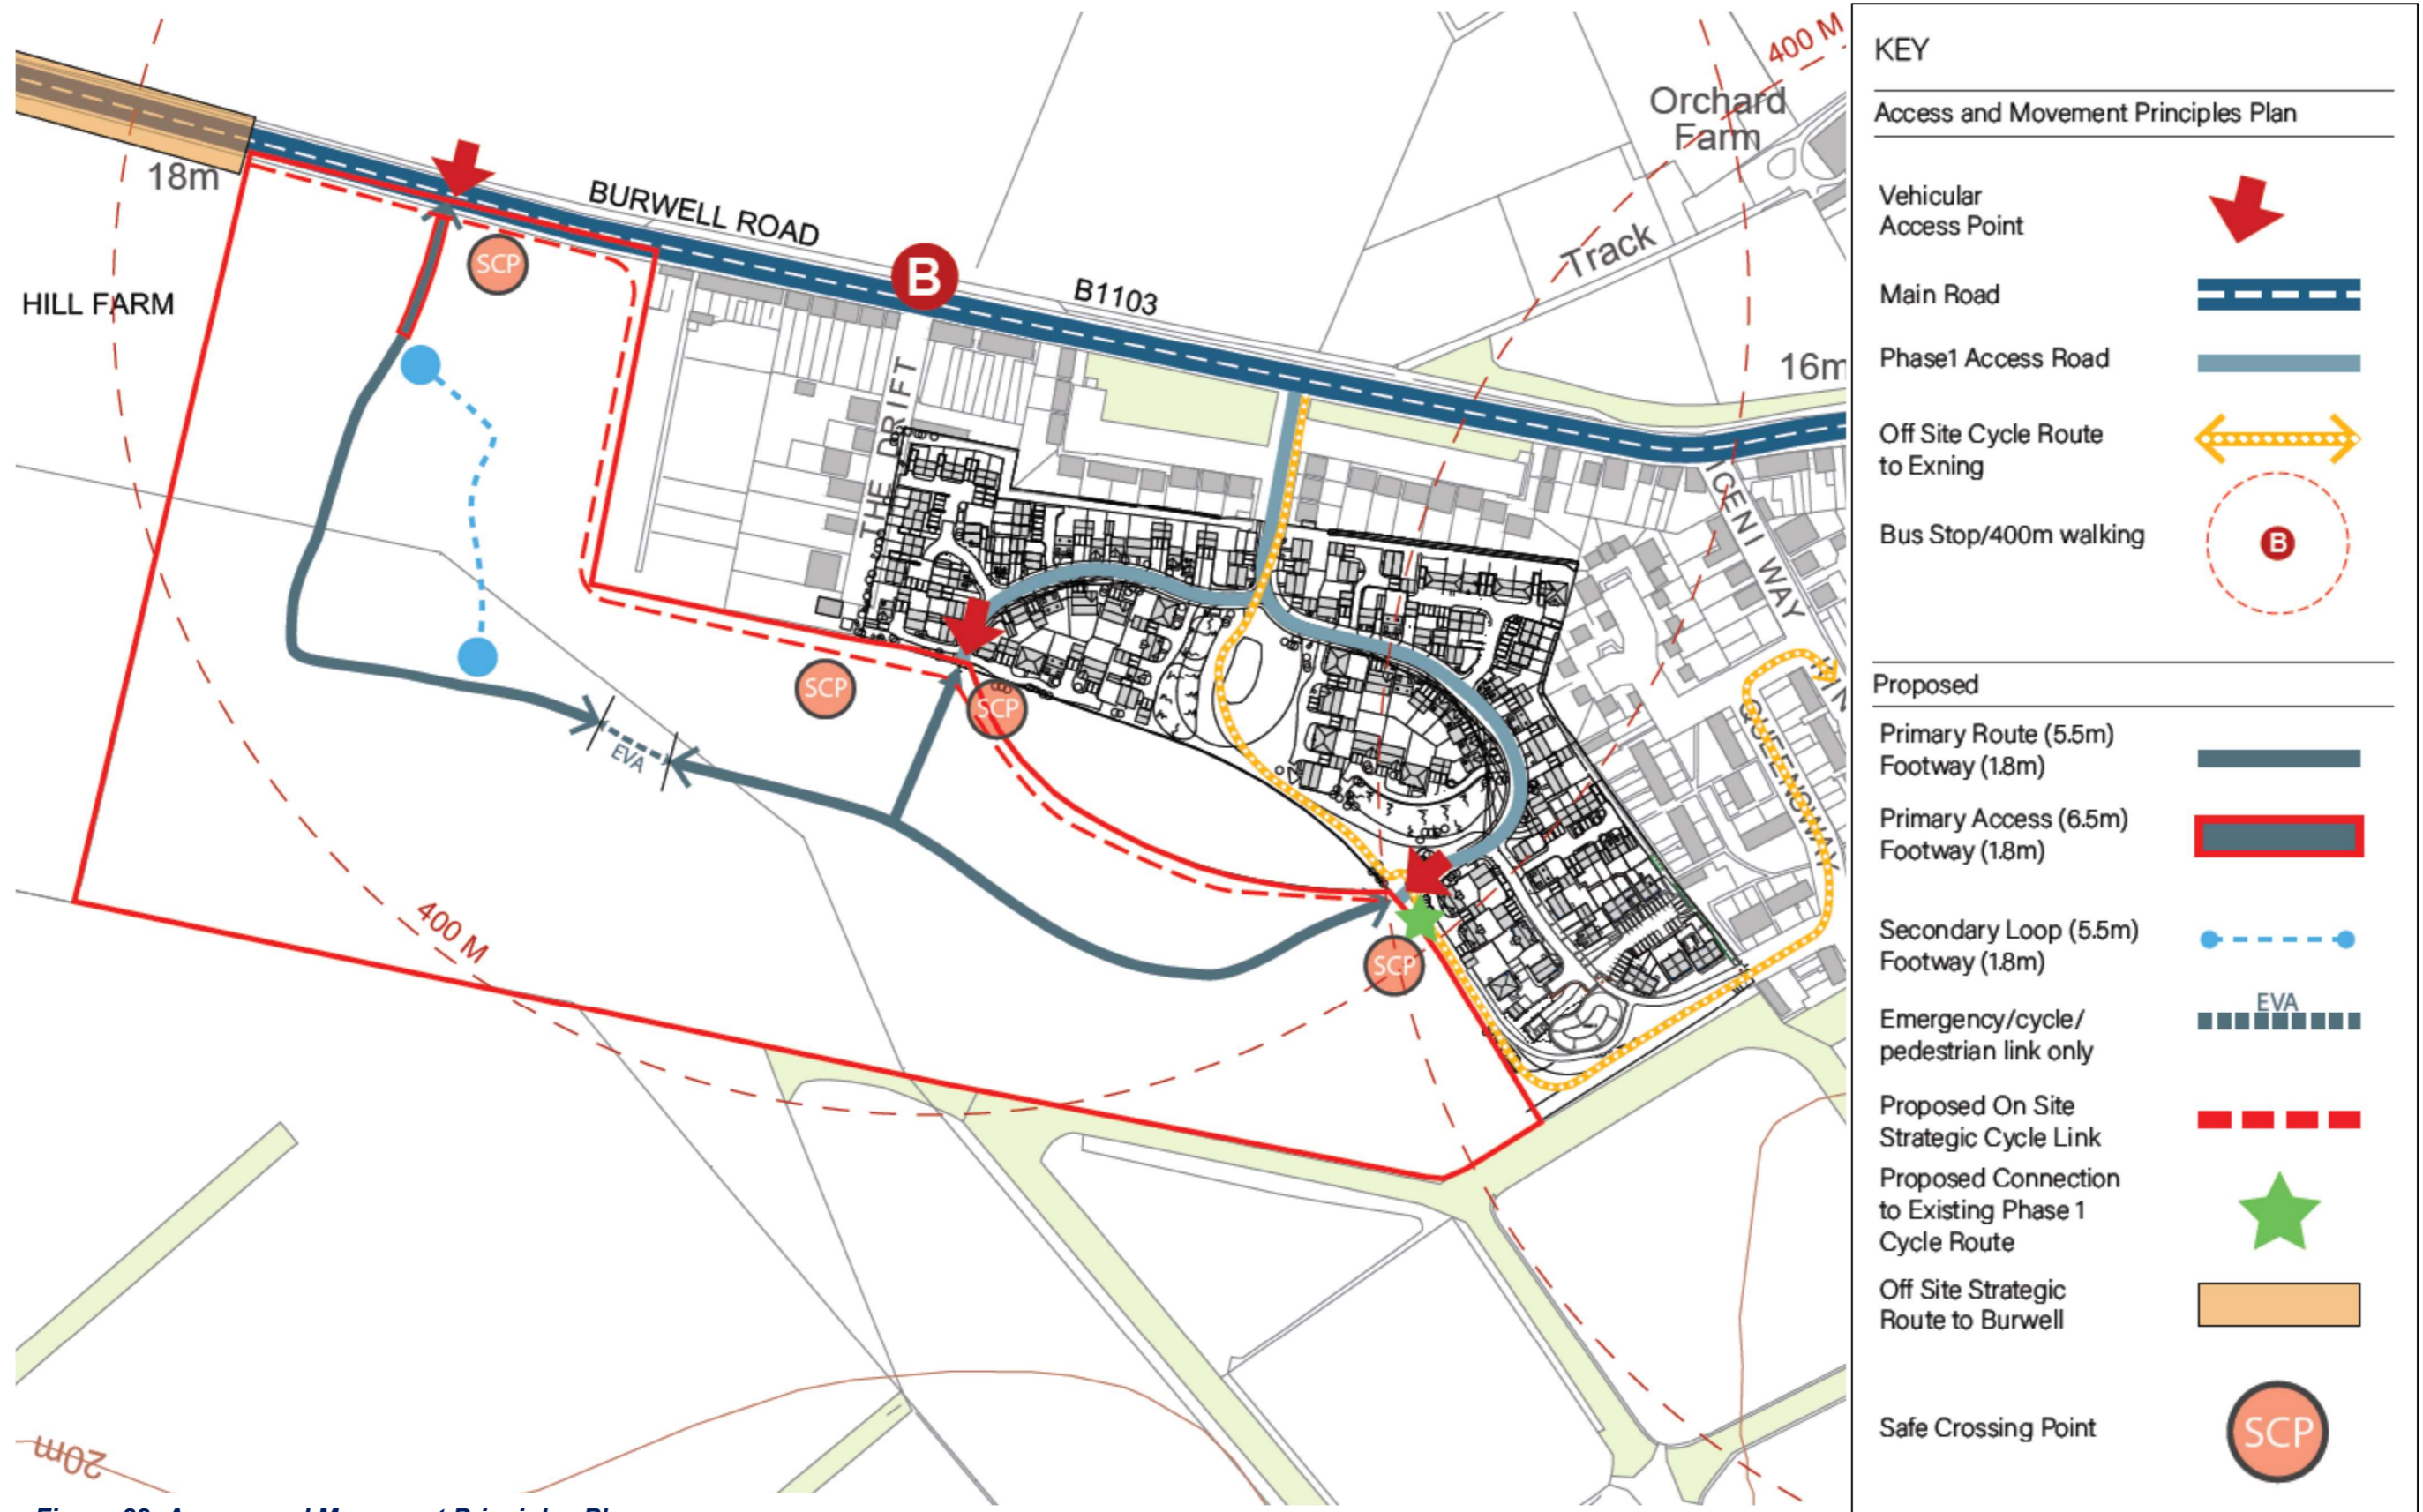 400 M
Orchard
Farm
18m
BURWELL ROAD
Track
SCP
B
B1103
HILL FARM
16m
THE DRIFT
ICENI WAY
SCP
SCP
QUEENSWAY
EVA
400 M
SCP
20m
KEY
Access and Movement Principles Plan
Vehicular
Access Point
Main Road
Phase1 Access Road
Off Site Cycle Route
to Exning
Bus Stop/400m walking
B
Proposed
Primary Route (5.5m)
Footway (1.8m)
Primary Access (6.5m)
Footway (1.8m)
Secondary Loop (5.5m)
Footway (1.8m)
EVA
Emergency/cycle/
pedestrian link only
Proposed On Site
Strategic Cycle Link
Proposed Connection
to Existing Phase 1
Cycle Route
Off Site Strategic
Route to Burwell
Safe Crossing Point
SCP